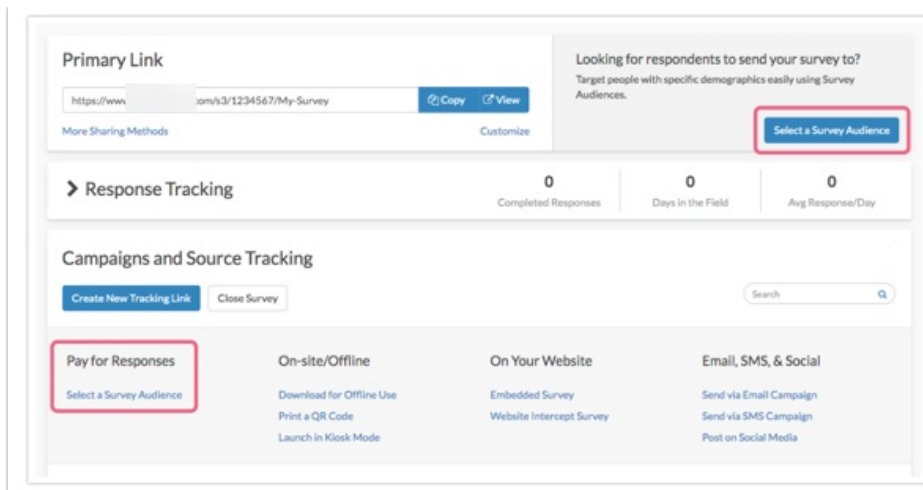 Primary Link
https://www com/s3/1234567/My-Survey
Copy
View
More Sharing Methods
Customize
Looking for respondents to send your survey to?
Target people with specific demographics easily using Survey
Audiences.
Select a Survey Audience
Response Tracking
0
Completed Responses
0
Days in the Field
0
Avg Response/Day
Campaigns and Source Tracking
Create New Tracking Link
Close Survey
Search
Pay for Responses
Select a Survey Audience
On-site/Offline
Download for Offline Use
Print a QR Code
Launch in Kiosk Mode
On Your Website
Embedded Survey
Website Intercept Survey
Email, SMS, & Social
Send via Email Campaign
Send via SMS Campaign
Post on Social Media